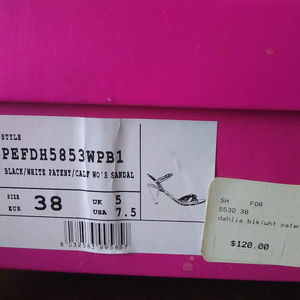 STYLE
PEFDH5853WPB1
BLACK/WHITE PATENT/CALF WO'S SANDAL
SIZE
EUR
38
UK
USA
5
7.5
SH FOR
5530 38
dahlia blk/wht paten
$120.00